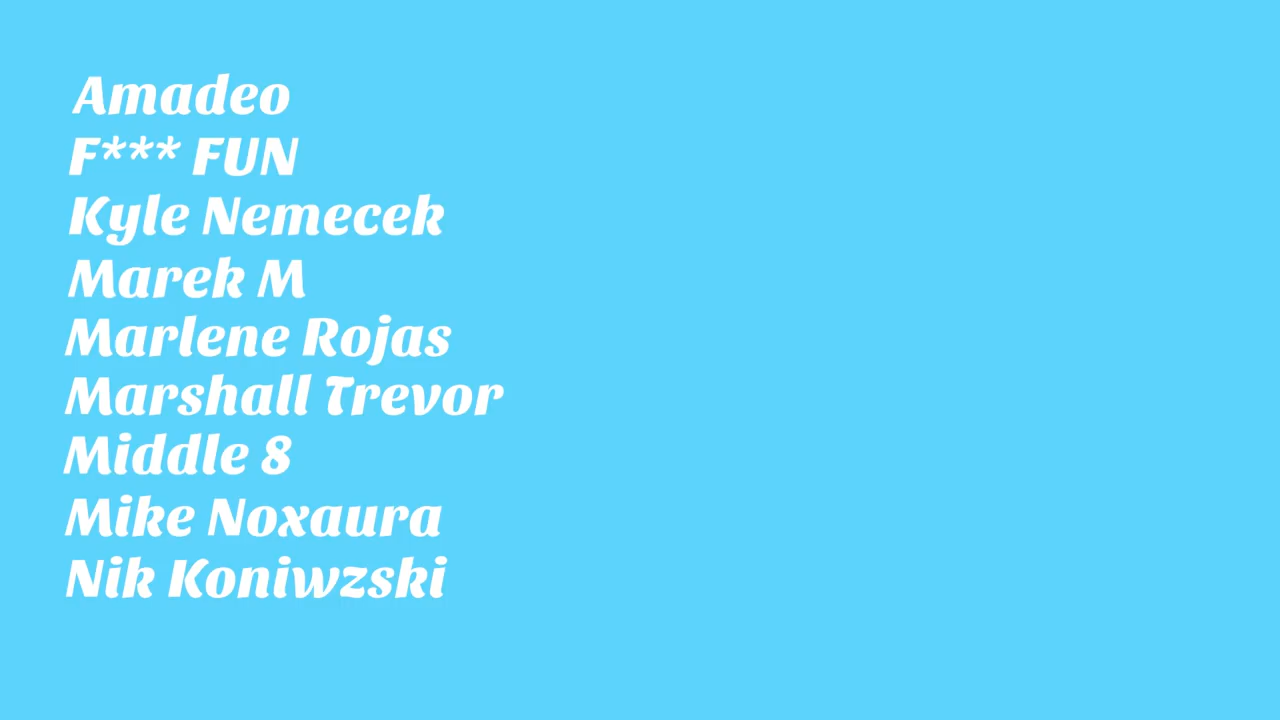 Amadeo
F*** FUN
Kyle Nemecek
Marek M
Marlene Rojas
Marshall Trevor
Middle 8
Mike Noxaura
Nik Koniwzski